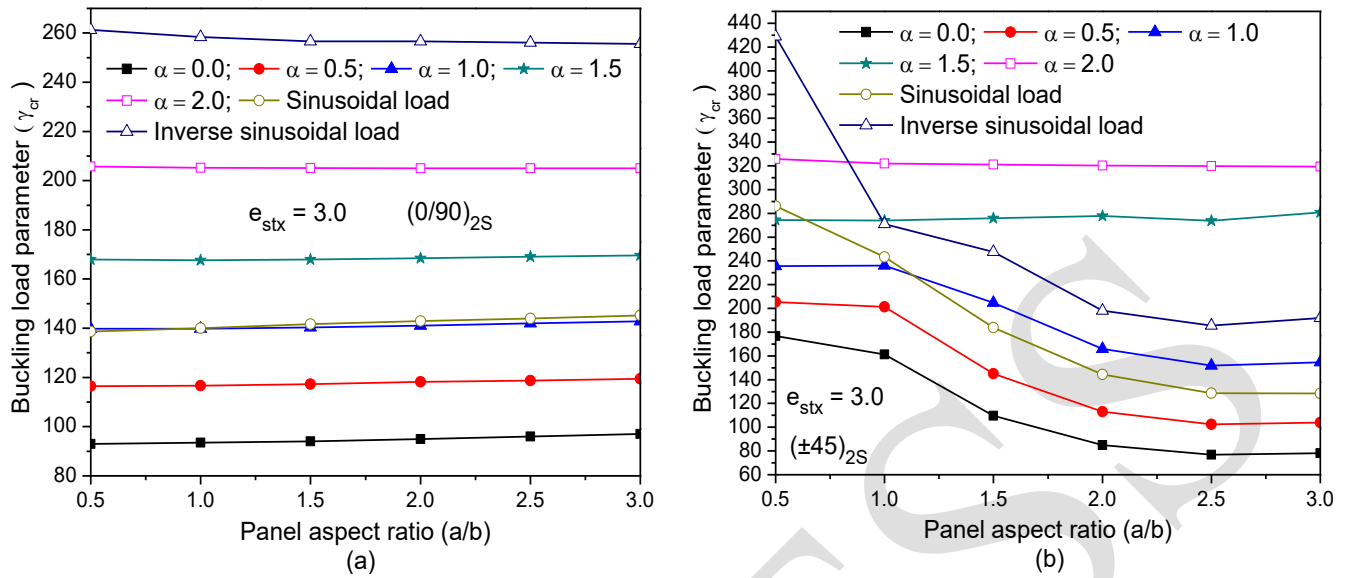 260
240
220
200
180
160
140
120
100
80
Buckling load parameter ( γcr )
α = 0.0; α = 0.5; α = 1.0; α = 1.5
α = 2.0; Sinusoidal load
Inverse sinusoidal load
estx = 3.0 (0/90)2S
0.5 1.0 1.5 2.0 2.5 3.0
Panel aspect ratio (a/b)
(a)
440
420
400
380
360
340
320
300
280
260
240
220
200
180
160
140
120
100
80
60
Buckling load parameter ( γcr )
α = 0.0; α = 0.5; α = 1.0
α = 1.5; α = 2.0
Sinusoidal load
Inverse sinusoidal load
estx = 3.0
(±45)2S
0.5 1.0 1.5 2.0 2.5 3.0
Panel aspect ratio (a/b)
(b)